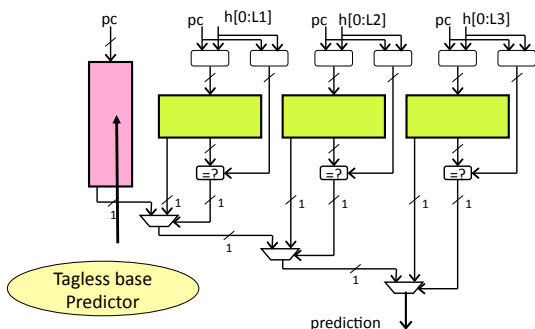 pc
pc
h[0:L1]
pc
h[0:L2]
pc
h[0:L3]
=?
=?
=?
1
1
1
1
1
1
1
1
1
Tagless base
Predictor
prediction